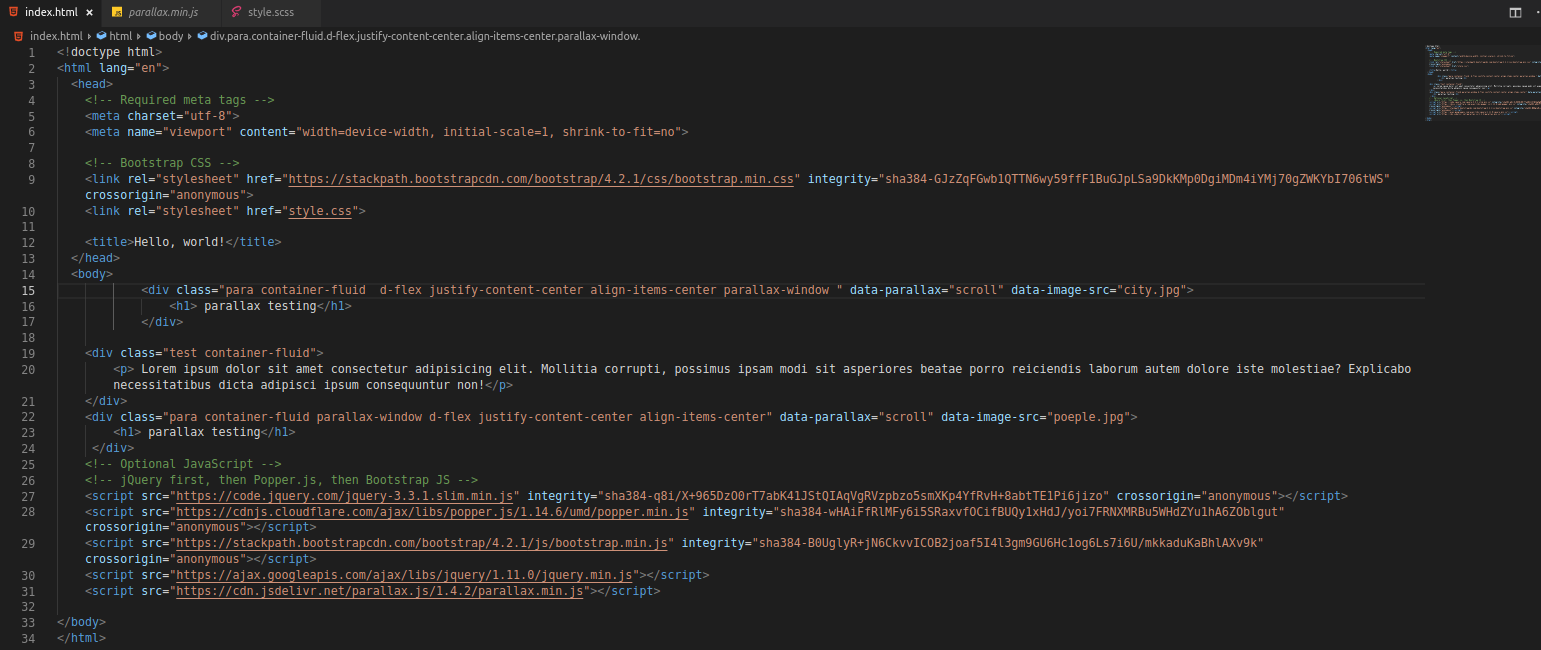 index.html × parallax.min.js style.scss
index.html ▸ html ▸ body ▸ div.para.container-fluid.d-flex.justify-content-center.align-items-center.parallax-window.
1 <!doctype html>
2 <html lang="en">
3 <head>
4 <!-- Required meta tags -->
5 <meta charset="utf-8">
6 <meta name="viewport" content="width=device-width, initial-scale=1, shrink-to-fit=no">
7
8 <!-- Bootstrap CSS -->
9 <link rel="stylesheet" href="https://stackpath.bootstrapcdn.com/bootstrap/4.2.1/css/bootstrap.min.css" integrity="sha384-GJzZqFGwb1QTTN6wy59ffF1BuGJpLSa9DkKMp0DgiMDm4iYMj70gZWKYbI706tWS"
crossorigin="anonymous">
10 <link rel="stylesheet" href="style.css">
11
12 <title>Hello, world!</title>
13 </head>
14 <body>
15 <div class="para container-fluid  d-flex justify-content-center align-items-center parallax-window " data-parallax="scroll" data-image-src="city.jpg">
16 <h1> parallax testing</h1>
17 </div>
18
19 <div class="test container-fluid">
20 <p> Lorem ipsum dolor sit amet consectetur adipisicing elit. Mollitia corrupti, possimus ipsam modi sit asperiores beatae porro reiciendis laborum autem dolore iste molestiae? Explicabo
necessitatibus dicta adipisci ipsum consequuntur non!</p>
21 </div>
22 <div class="para container-fluid parallax-window d-flex justify-content-center align-items-center" data-parallax="scroll" data-image-src="poeple.jpg">
23 <h1> parallax testing</h1>
24 </div>
25 <!-- Optional JavaScript -->
26 <!-- jQuery first, then Popper.js, then Bootstrap JS -->
27 <script src="https://code.jquery.com/jquery-3.3.1.slim.min.js" integrity="sha384-q8i/X+965DzO0rT7abK41JStQIAqVgRVzpbzo5smXKp4YfRvH+8abtTE1Pi6jizo" crossorigin="anonymous"></script>
28 <script src="https://cdnjs.cloudflare.com/ajax/libs/popper.js/1.14.6/umd/popper.min.js" integrity="sha384-wHAiFfRlMFy6i5SRaxvfOCifBUQy1xHdJ/yoi7FRNXMRBu5WHdZYu1hA6ZOblgut"
crossorigin="anonymous"></script>
29 <script src="https://stackpath.bootstrapcdn.com/bootstrap/4.2.1/js/bootstrap.min.js" integrity="sha384-B0UglyR+jN6CkvvICOB2joaf5I4l3gm9GU6Hc1og6Ls7i6U/mkkaduKaBhlAXv9k"
crossorigin="anonymous"></script>
30 <script src="https://ajax.googleapis.com/ajax/libs/jquery/1.11.0/jquery.min.js"></script>
31 <script src="https://cdn.jsdelivr.net/parallax.js/1.4.2/parallax.min.js"></script>
32
33 </body>
34 </html>